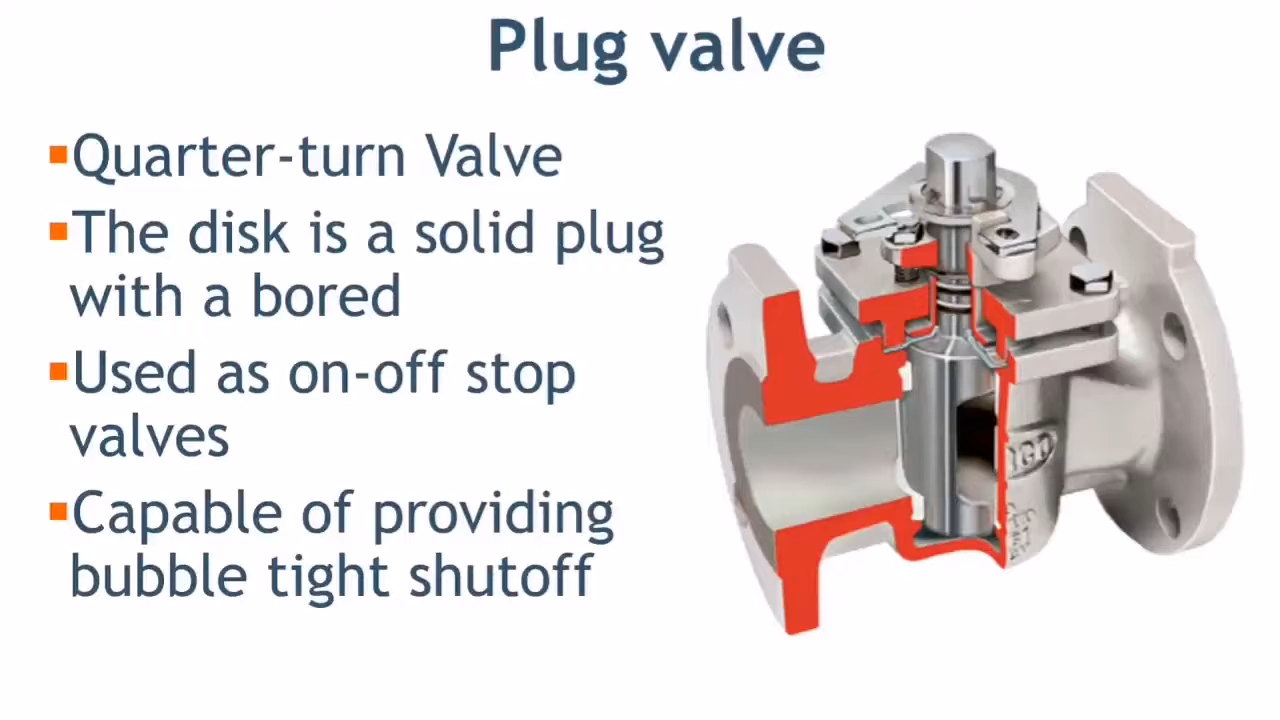 Plug valve
▪Quarter-turn Valve
▪The disk is a solid plug
with a bored
▪Used as on-off stop
valves
▪Capable of providing
bubble tight shutoff